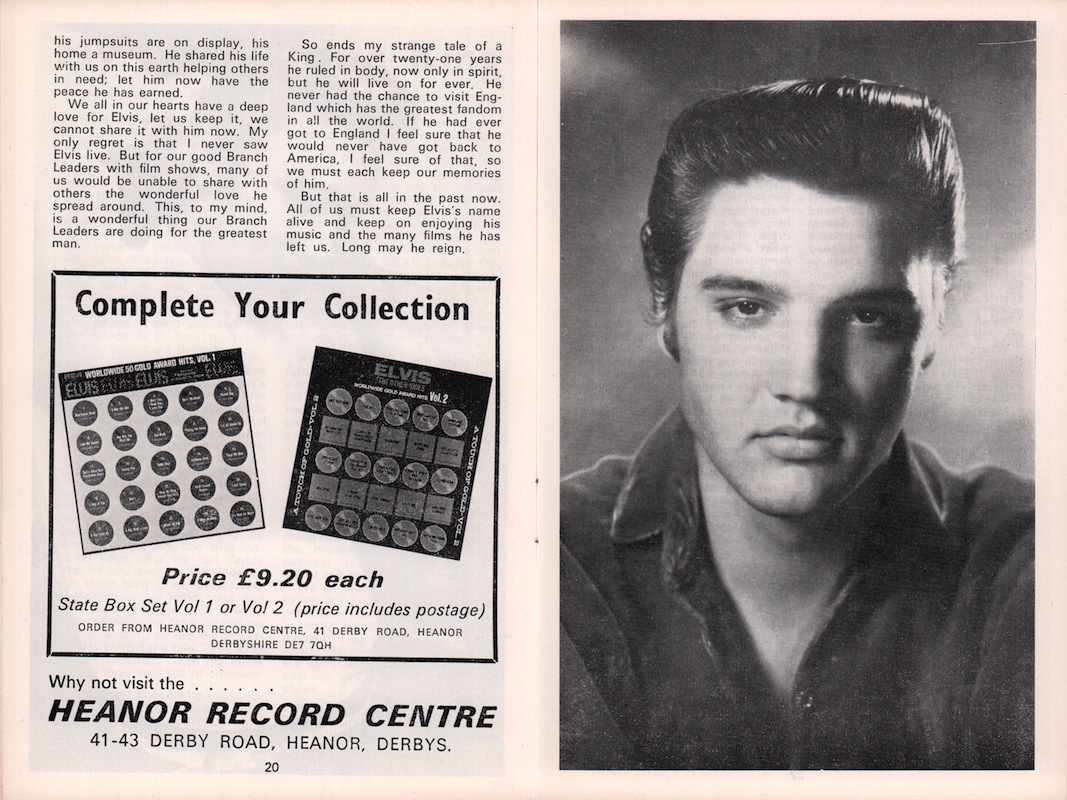 his jumpsuits are on display, his
home a museum. He shared his life
with us on this earth helping others
in need; let him now have the
peace he has earned.
We all in our hearts have a deep
love for Elvis, let us keep it, we
cannot share it with him now. My
only regret is that I never saw
Elvis live. But for our good Branch
Leaders with film shows, many of
us would be unable to share with
others the wonderful love he
spread around. This, to my mind,
is a wonderful thing our Branch
Leaders are doing for the greatest
man.
So ends my strange tale of a
King. For over twenty-one years
he ruled in body, now only in spirit,
but he will live on for ever. He
never had the chance to visit Eng-
land which has the greatest fandom
in all the world. If he had ever
got to England I feel sure that he
would never have got back to
America, I feel sure of that, so
we must each keep our memories
of him.
But that is all in the past now.
All of us must keep Elvis's name
alive and keep on enjoying his
music and the many films he has
left us. Long may he reign.
Complete Your Collection
WORLDWIDE 50 GOLD AWARD HITS, VOL. 1
ELVIS ELVIS ELVIS ELVIS
ELVIS
THE OTHER SIDES
WORLDWIDE GOLD AWARD HITS Vol. 2
A TOUCH OF GOLD VOL. 2
Price £9.20 each
State Box Set Vol 1 or Vol 2 (price includes postage)
ORDER FROM HEANOR RECORD CENTRE, 41 DERBY ROAD, HEANOR
DERBYSHIRE DE7 7QH
Why not visit the . . . . . .
HEANOR RECORD CENTRE
41-43 DERBY ROAD, HEANOR, DERBYS.
20